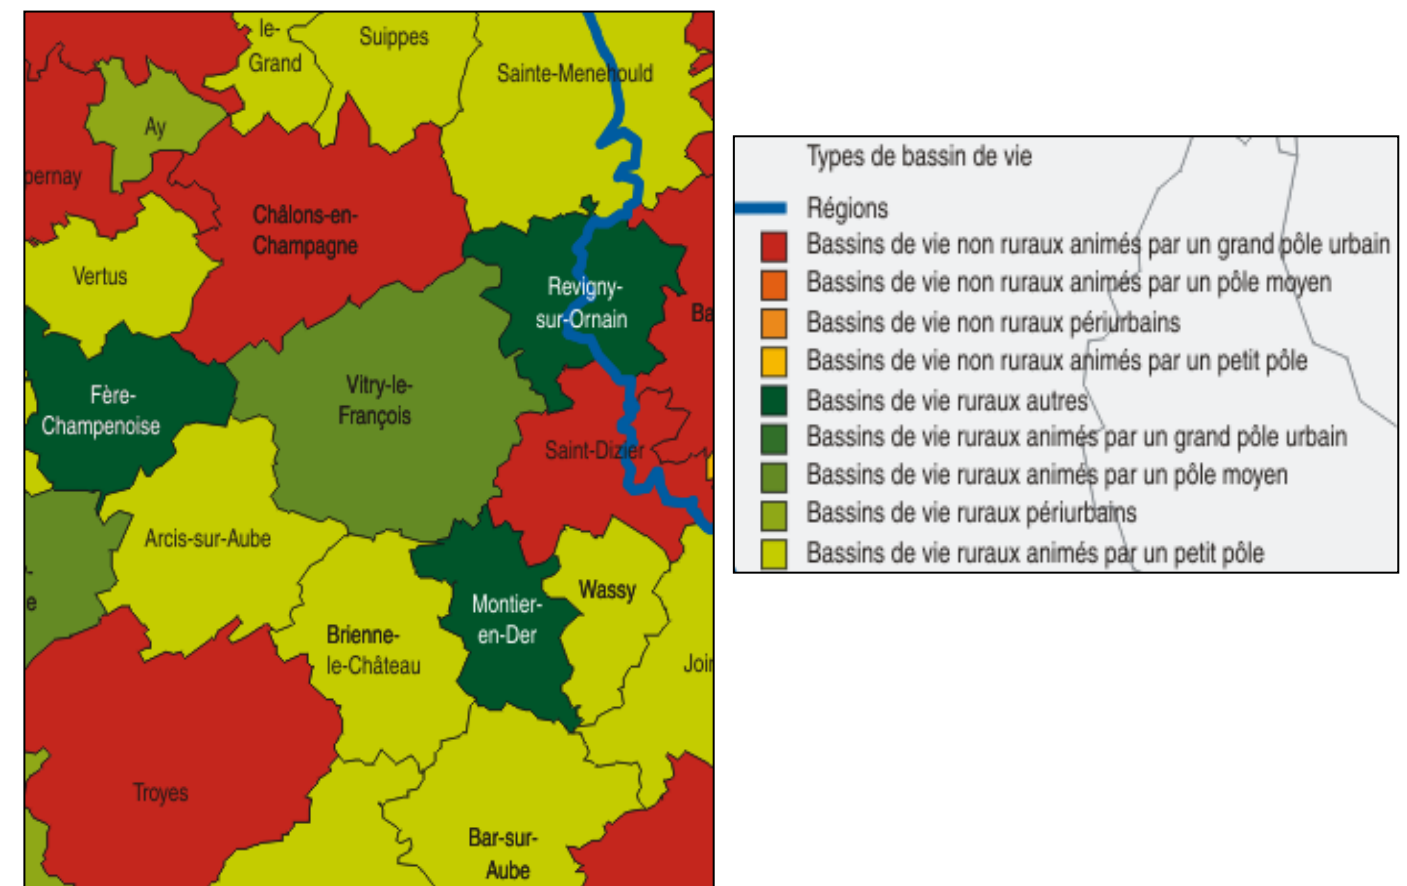 le-
Grand
Suippes
Sainte-Menehould
Ay
pernay
Châlons-en-
Champagne
Vertus
Revigny-
sur-Ornain
Ba
Fère-
Champenoise
Vitry-le-
François
Saint-Dizier
Arcis-sur-Aube
-
e
Montier-
en-Der
Wassy
Brienne-
le-Château
Join
Troyes
Bar-sur-
Aube
Types de bassin de vie
Régions
Bassins de vie non ruraux animés par un grand pôle urbain
Bassins de vie non ruraux animés par un pôle moyen
Bassins de vie non ruraux périurbains
Bassins de vie non ruraux animés par un petit pôle
Bassins de vie ruraux autres
Bassins de vie ruraux animés par un grand pôle urbain
Bassins de vie ruraux animés par un pôle moyen
Bassins de vie ruraux périurbains
Bassins de vie ruraux animés par un petit pôle